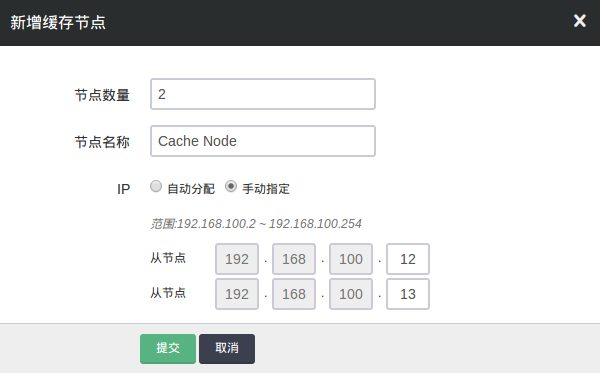 新增缓存节点
节点数量 2
节点名称 Cache Node
IP 自动分配 手动指定
范围:192.168.100.2 ~ 192.168.100.254
从节点 192 . 168 . 100 . 12
从节点 192 . 168 . 100 . 13
提交 取消